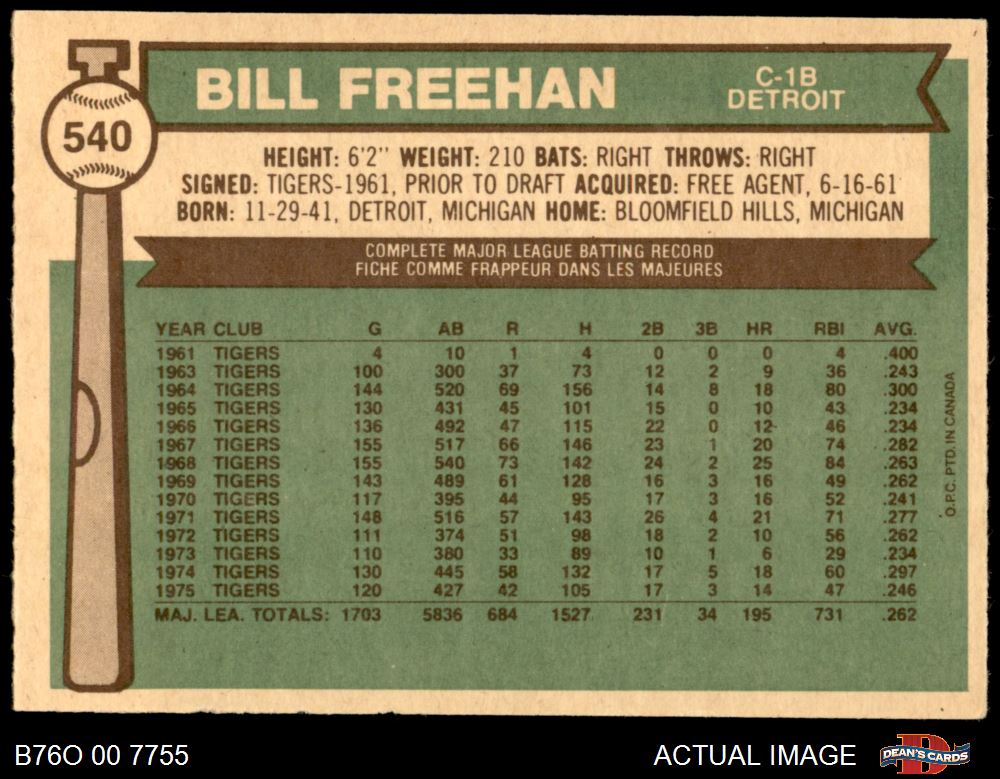 BILL FREEHAN
C-1B
DETROIT
540
HEIGHT: 6'2" WEIGHT: 210 BATS: RIGHT THROWS: RIGHT
SIGNED: TIGERS-1961, PRIOR TO DRAFT ACQUIRED: FREE AGENT, 6-16-61
BORN: 11-29-41, DETROIT, MICHIGAN HOME: BLOOMFIELD HILLS, MICHIGAN
COMPLETE MAJOR LEAGUE BATTING RECORD
FICHE COMME FRAPPEUR DANS LES MAJEURES
YEAR CLUB G AB R H 2B 3B HR RBI AVG.
1961 TIGERS 4 10 1 4 0 0 0 4 .400
1963 TIGERS 100 300 37 73 12 2 9 36 .243
1964 TIGERS 144 520 69 156 14 8 18 80 .300
1965 TIGERS 130 431 45 101 15 0 10 43 .234
1966 TIGERS 136 492 47 115 22 0 12 46 .234
1967 TIGERS 155 517 66 146 23 1 20 74 .282
1968 TIGERS 155 540 73 142 24 2 25 84 .263
1969 TIGERS 143 489 61 128 16 3 16 49 .262
1970 TIGERS 117 395 44 95 17 3 16 52 .241
1971 TIGERS 148 516 57 143 26 4 21 71 .277
1972 TIGERS 111 374 51 98 18 2 10 56 .262
1973 TIGERS 110 380 33 89 10 1 6 29 .234
1974 TIGERS 130 445 58 132 17 5 18 60 .297
1975 TIGERS 120 427 42 105 17 3 14 47 .246
MAJ. LEA. TOTALS: 1703 5836 684 1527 231 34 195 731 .262
O.P.C. PTD. IN CANADA
B76O 00 7755
ACTUAL IMAGE
DEAN'S CARDS